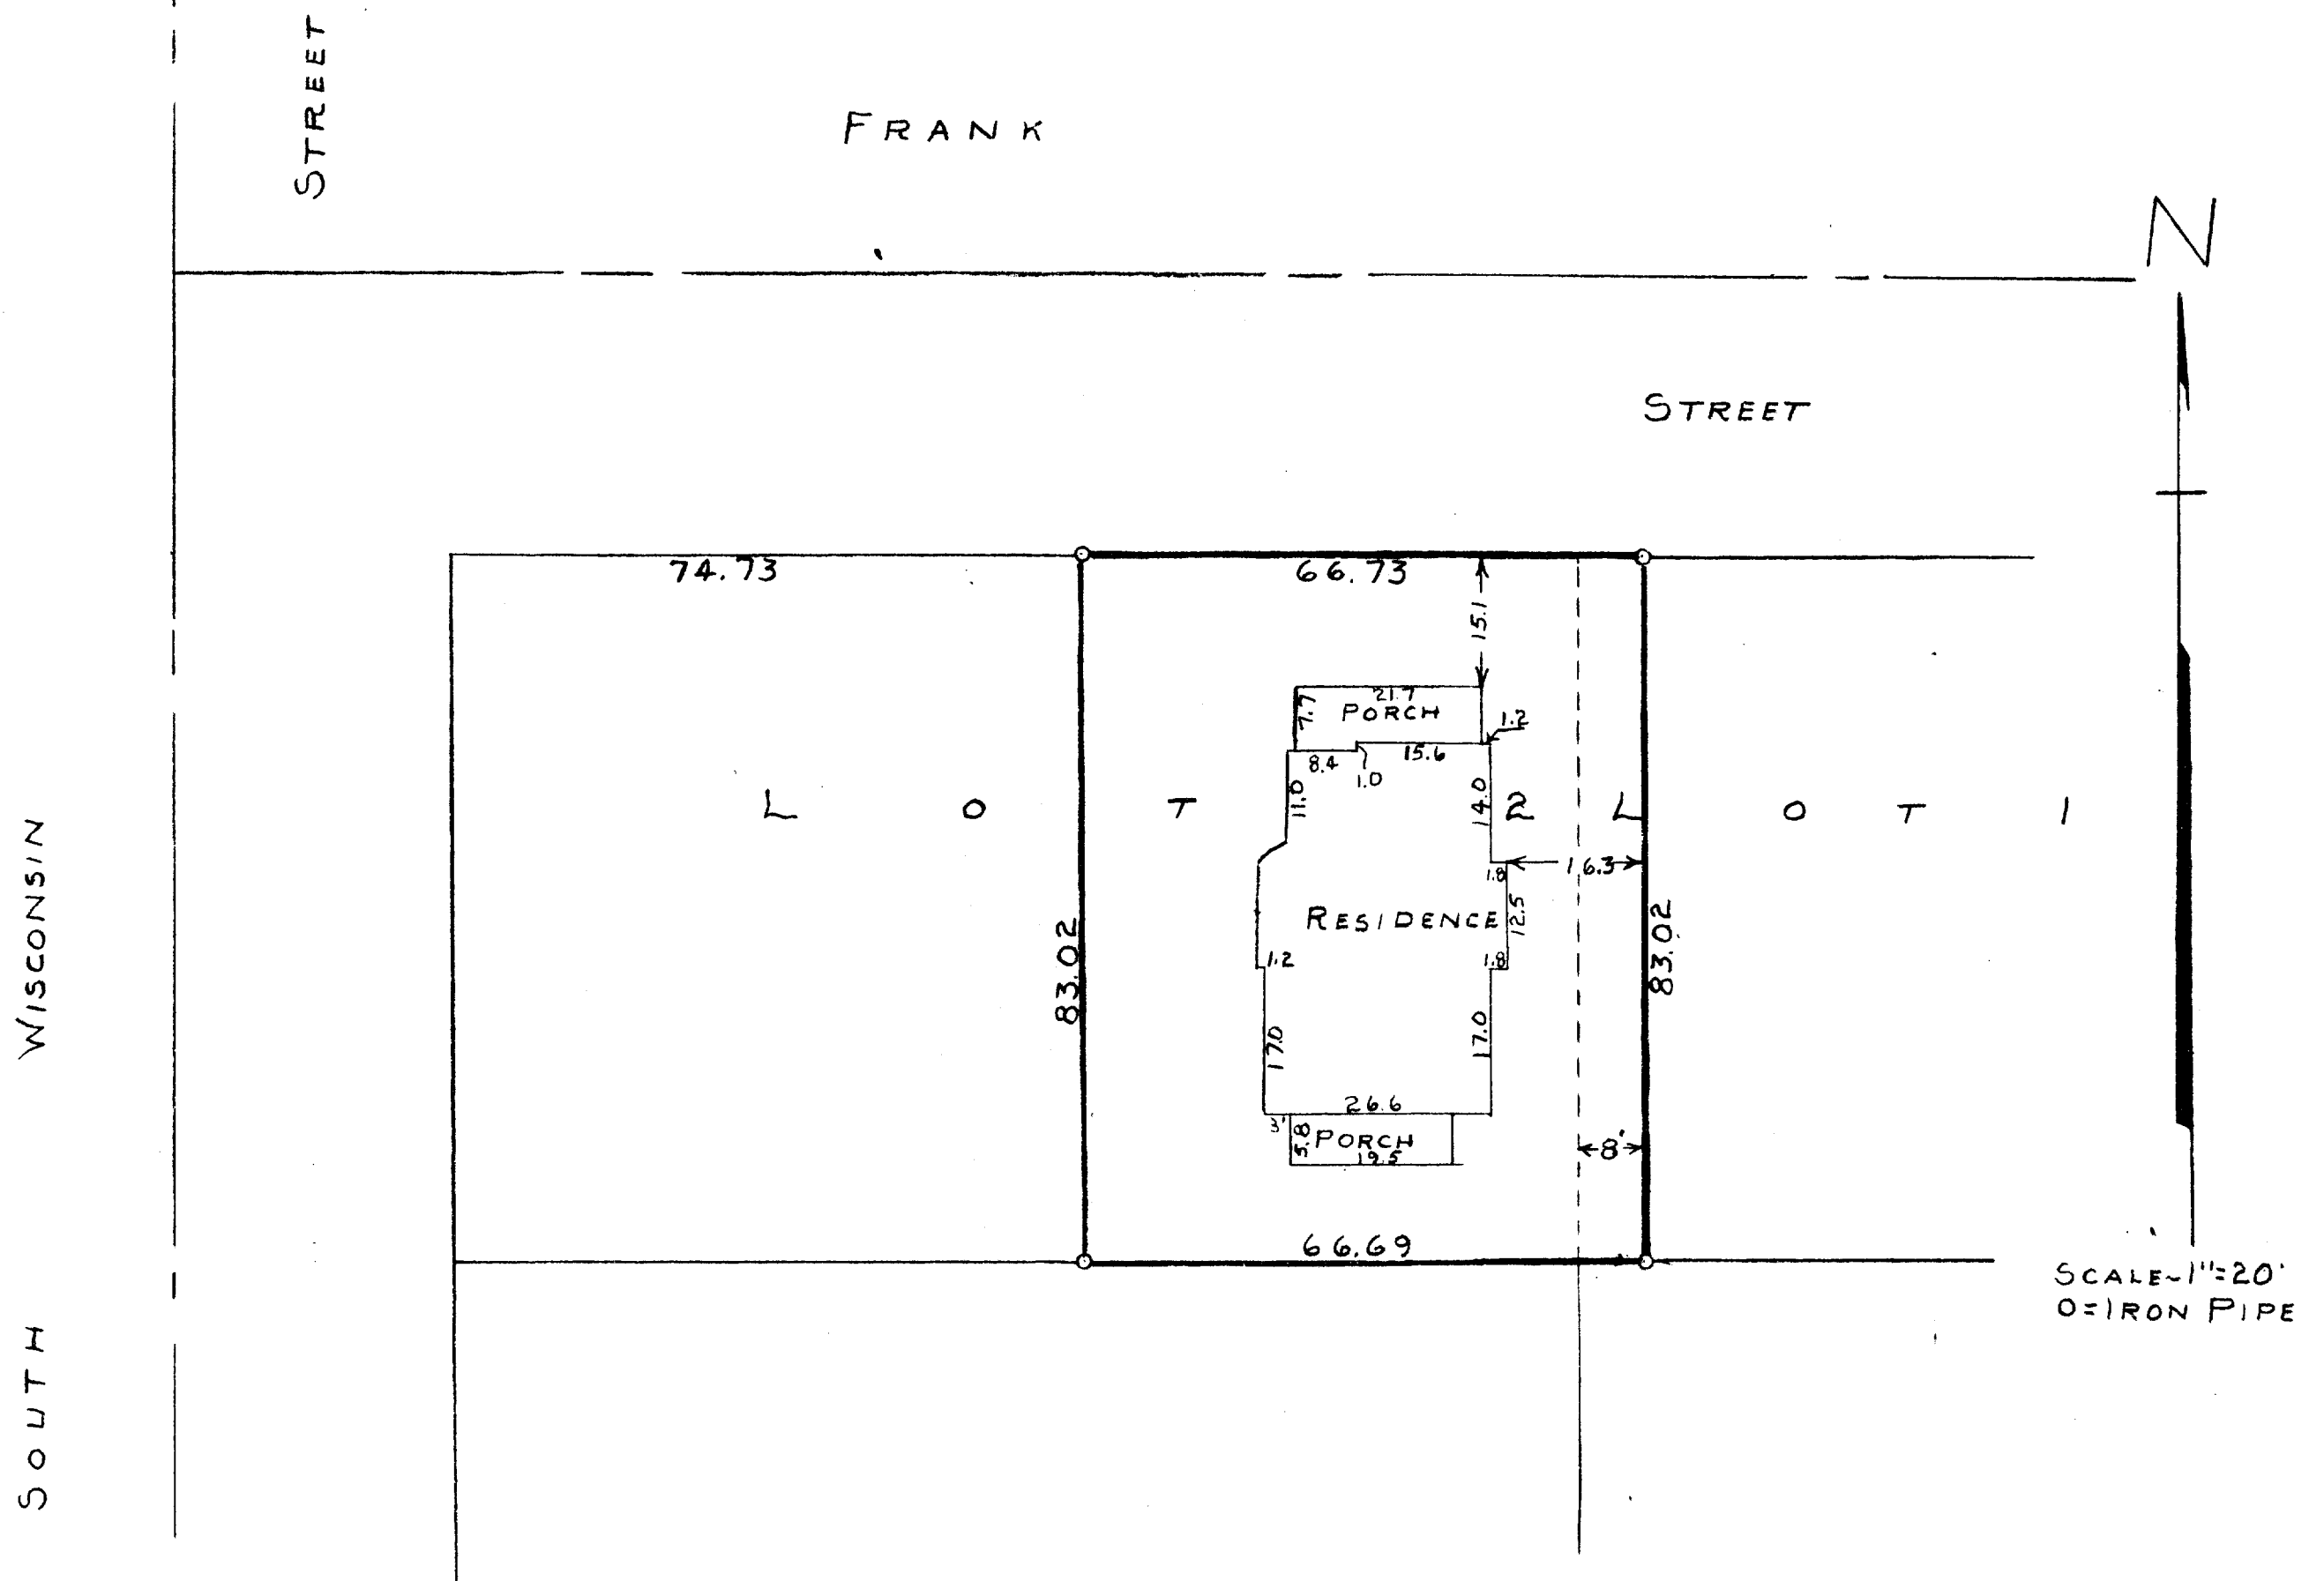 STREET
FRANK
N
STREET
74.73
66.73
15.1
21.7
7.7
PORCH
1.2
8.4
1.0
15.6
11.0
14.0
LOT 2
LOT 1
16.3
1.8
RESIDENCE
12.5
83.02
83.02
1.2
1.8
17.0
17.0
26.6
3'
5.8
PORCH
19.5
8'
66.69
WISCONSIN
SOUTH
SCALE~1"=20'
O=IRON PIPE